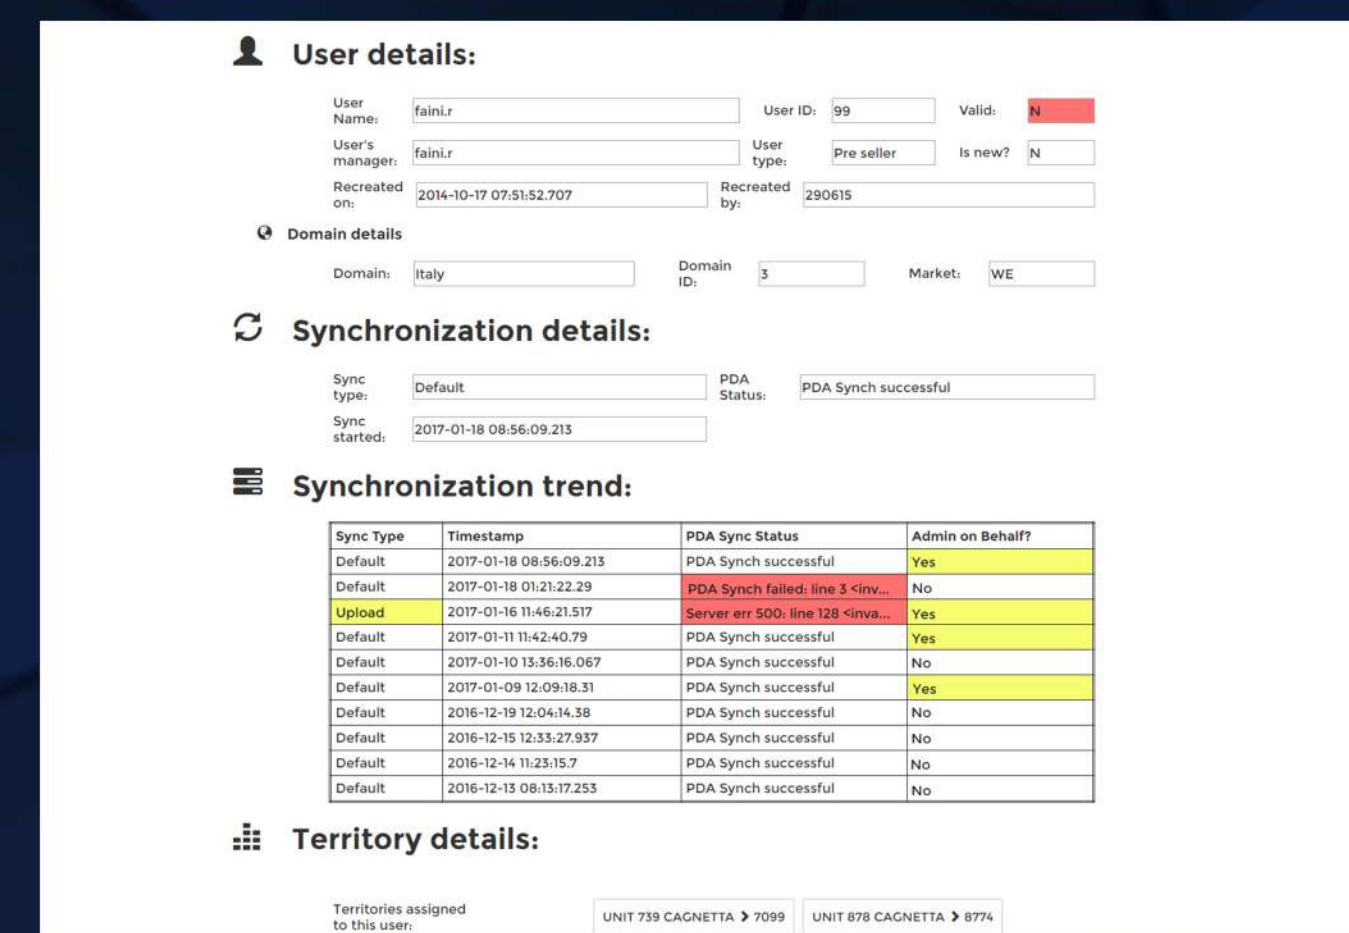 User details:
User Name: faini.r User ID: 99 Valid: N
User's manager: faini.r User type: Pre seller Is new? N
Recreated on: 2014-10-17 07:51:52.707 Recreated by: 290615
Domain details
Domain: Italy Domain ID: 3 Market: WE
Synchronization details:
Sync type: Default PDA Status: PDA Synch successful
Sync started: 2017-01-18 08:56:09.213
Synchronization trend:
Sync Type Timestamp PDA Sync Status Admin on Behalf?
Default 2017-01-18 08:56:09.213 PDA Synch successful Yes
Default 2017-01-18 01:21:22.29 PDA Synch failed: line 3 <inv... No
Upload 2017-01-16 11:46:21.517 Server err 500: line 128 <inva... Yes
Default 2017-01-11 11:42:40.79 PDA Synch successful Yes
Default 2017-01-10 13:36:16.067 PDA Synch successful No
Default 2017-01-09 12:09:18.31 PDA Synch successful Yes
Default 2016-12-19 12:04:14.38 PDA Synch successful No
Default 2016-12-15 12:33:27.937 PDA Synch successful No
Default 2016-12-14 11:23:15.7 PDA Synch successful No
Default 2016-12-13 08:13:17.253 PDA Synch successful No
Territory details:
Territories assigned to this user: UNIT 739 CAGNETTA > 7099 UNIT 878 CAGNETTA > 8774